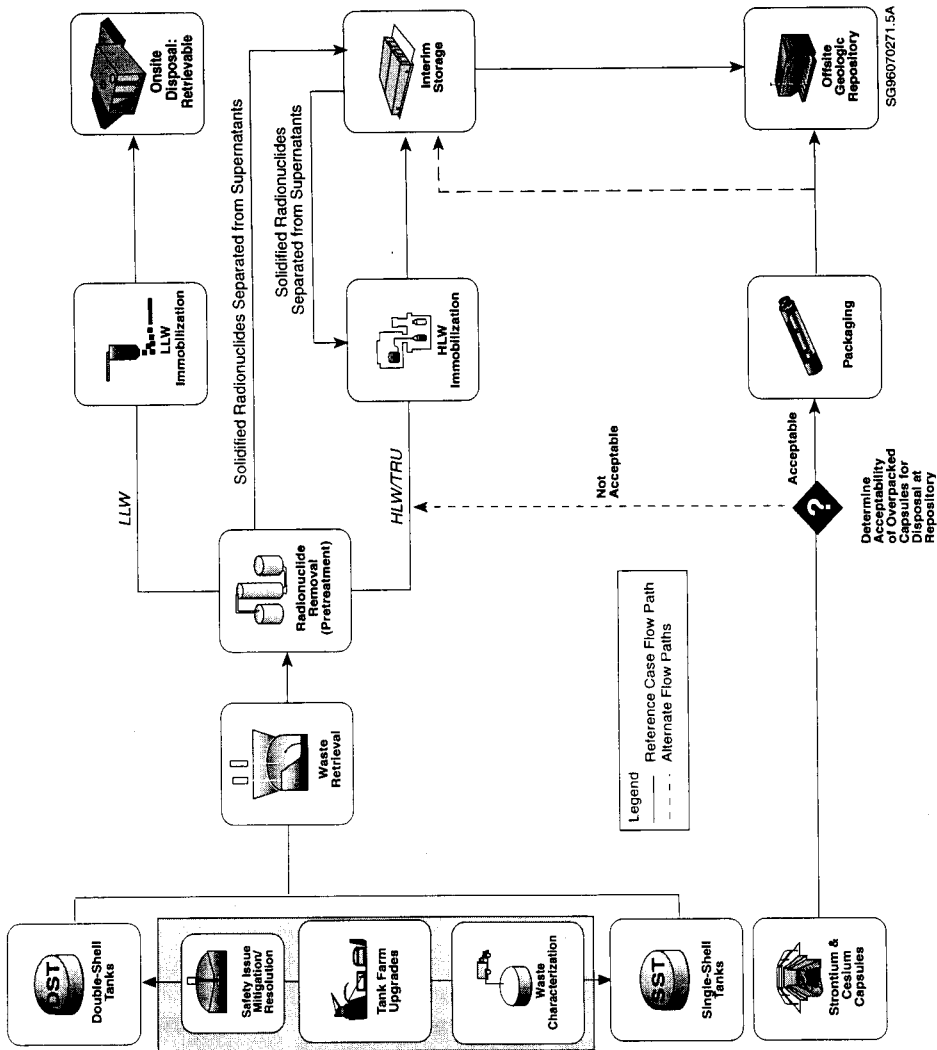 DST
Double-Shell
Tanks
Safety Issue
Mitigation/
Resolution
Tank Farm
Upgrades
Waste
Characterization
SST
Single-Shell
Tanks
Strontium &
Cesium
Capsules
Waste
Retrieval
Radionuclide
Removal
(Pretreatment)
LLW
LLW
Immobilization
Onsite
Disposal:
Retrievable
Solidified Radionuclides Separated from Supernatants
HLW/TRU
HLW
Immobilization
Solidified Radionuclides
Separated from Supernatants
Interim
Storage
Not
Acceptable
?
Acceptable
Determine
Acceptability
of Overpacked
Capsules for
Disposal at
Repository
Packaging
Offsite
Geologic
Repository
Legend
Reference Case Flow Path
Alternate Flow Paths
SG96070271.5A